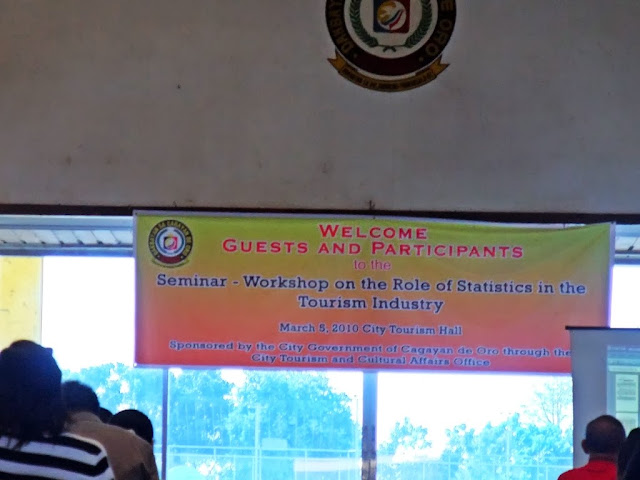 DE ORO
WELCOME
GUESTS AND PARTICIPANTS
to the
Seminar - Workshop on the Role of Statistics in the
Tourism Industry
March 5, 2010 City Tourism Hall
Sponsored by the City Government of Cagayan de Oro through the
City Tourism and Cultural Affairs Office